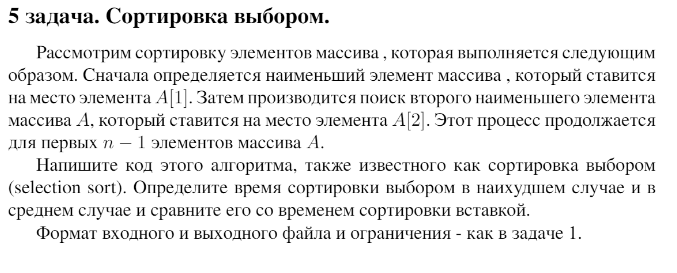 5 задача. Сортировка выбором.
Рассмотрим сортировку элементов массива , которая выполняется следующим
образом. Сначала определяется наименьший элемент массива , который ставится
на место элемента A[1]. Затем производится поиск второго наименьшего элемента
массива A, который ставится на место элемента A[2]. Этот процесс продолжается
для первых n − 1 элементов массива A.
Напишите код этого алгоритма, также известного как сортировка выбором
(selection sort). Определите время сортировки выбором в наихудшем случае и в
среднем случае и сравните его со временем сортировки вставкой.
Формат входного и выходного файла и ограничения - как в задаче 1.